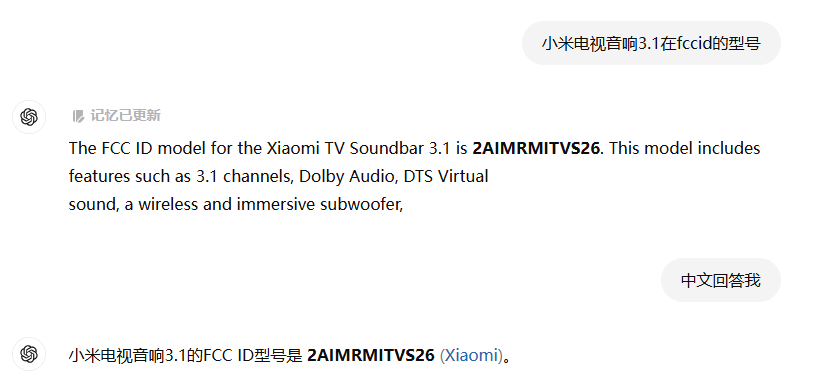 小米电视音响3.1在fccid的型号
记忆已更新
The FCC ID model for the Xiaomi TV Soundbar 3.1 is 2AIMRMITVS26. This model includes
features such as 3.1 channels, Dolby Audio, DTS Virtual
sound, a wireless and immersive subwoofer,
中文回答我
小米电视音响3.1的FCC ID型号是 2AIMRMITVS26 (Xiaomi)。